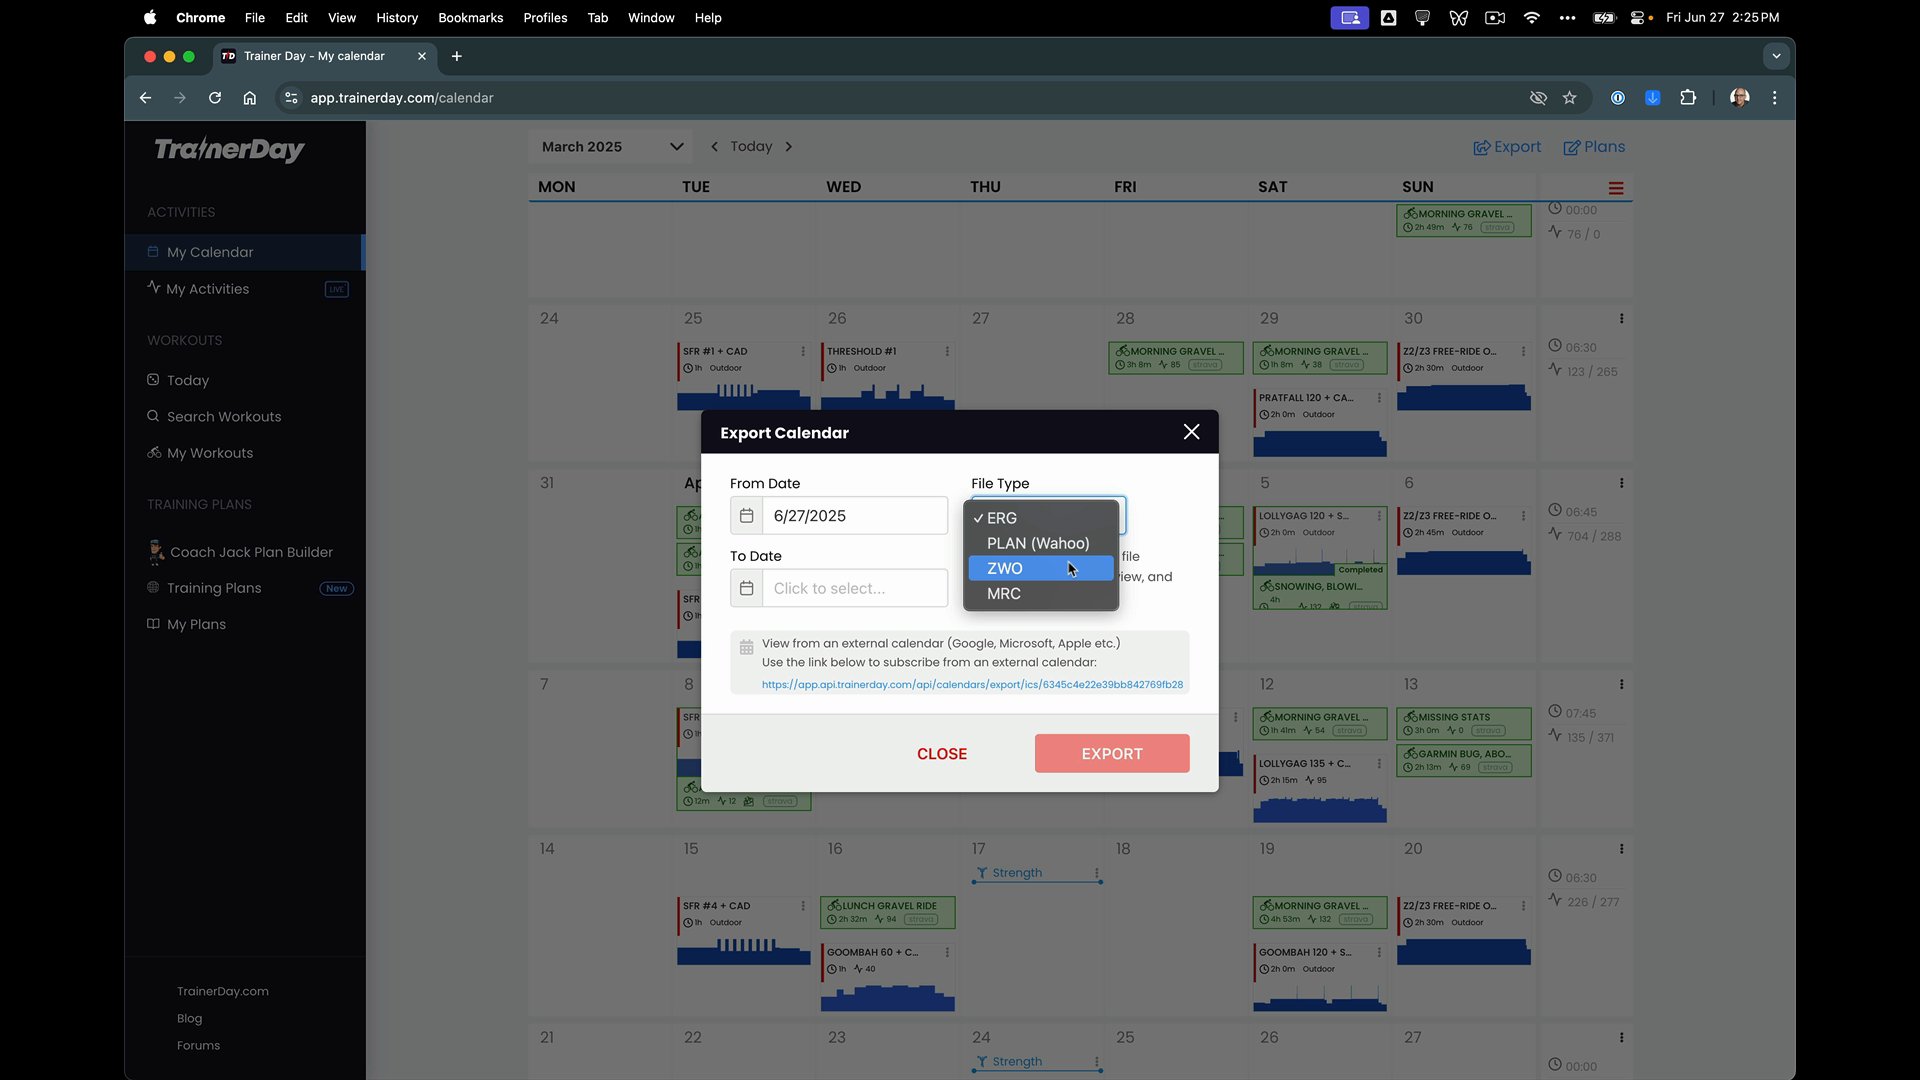 Chrome File Edit View History Bookmarks Profiles Tab Window Help Fri Jun 27 2:25 PM
Trainer Day - My calendar
app.trainerday.com/calendar
TrainerDay
ACTIVITIES
My Calendar
My Activities LIVE
WORKOUTS
Today
Search Workouts
My Workouts
TRAINING PLANS
Coach Jack Plan Builder
Training Plans New
My Plans
TrainerDay.com
Blog
Forums
March 2025 Today Export Plans
MON TUE WED THU FRI SAT SUN
MORNING GRAVEL ...
2h 49m 76 strava
00:00
76 / 0
24 25 26 27 28 29 30
SFR #1 + CAD
1h Outdoor
THRESHOLD #1
1h Outdoor
MORNING GRAVEL ...
3h 8m 85 strava
MORNING GRAVEL ...
1h 8m 38 strava
PRATFALL 120 + CA...
2h 0m Outdoor
Z2/Z3 FREE-RIDE O...
2h 30m Outdoor
06:30
123 / 265
Export Calendar
From Date
6/27/2025
To Date
Click to select...
File Type
ERG
PLAN (Wahoo)
ZWO
MRC
file
iew, and
View from an external calendar (Google, Microsoft, Apple etc.)
Use the link below to subscribe from an external calendar:
https://app.api.trainerday.com/api/calendars/export/ics/6345c4e22e39bb842769fb28
CLOSE EXPORT
31 Ap 5 6
SFR
LOLLYGAG 120 + S...
2h 0m Outdoor
Completed
SNOWING, BLOWI...
4h
132 strava
Z2/Z3 FREE-RIDE O...
2h 45m Outdoor
06:45
704 / 288
7 8 12 13
SFR
1h
12m 12 strava
MORNING GRAVEL ...
1h 41m 54 strava
LOLLYGAG 135 + C...
2h 15m 95
MISSING STATS
3h 0m 0 strava
GARMIN BUG, ABO...
2h 13m 69 strava
07:45
135 / 371
14 15 16 17 18 19 20
SFR #4 + CAD
1h Outdoor
LUNCH GRAVEL RIDE
2h 32m 94 strava
GOOMBAH 60 + C...
1h 40
Strength
MORNING GRAVEL ...
4h 53m 132 strava
GOOMBAH 120 + S...
2h 0m Outdoor
Z2/Z3 FREE-RIDE O...
2h 30m Outdoor
06:30
226 / 277
21 22 23 24 25 26 27
Strength
00:00